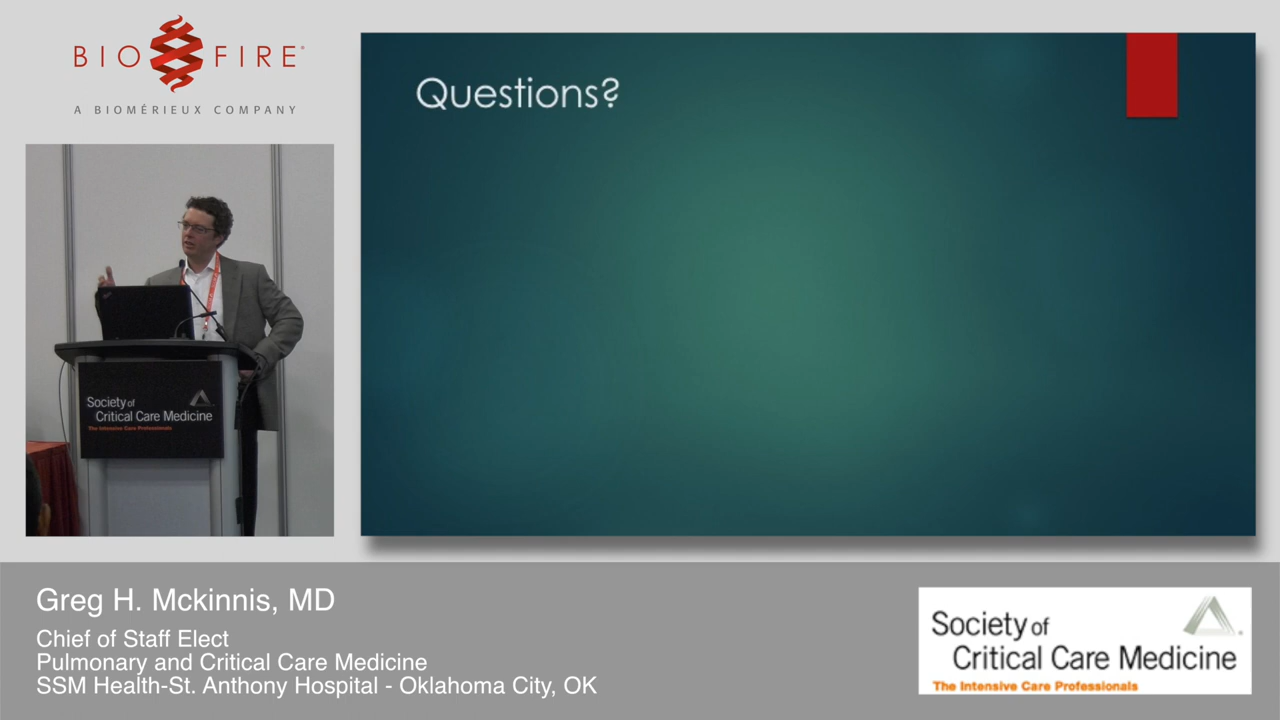 BIO FIRE®
A BIOMÉRIEUX COMPANY
Questions?
Society of
Critical Care Medicine
The Intensive Care Professionals
Greg H. Mckinnis, MD
Chief of Staff Elect
Pulmonary and Critical Care Medicine
SSM Health-St. Anthony Hospital - Oklahoma City, OK
Society of
Critical Care Medicine
The Intensive Care Professionals